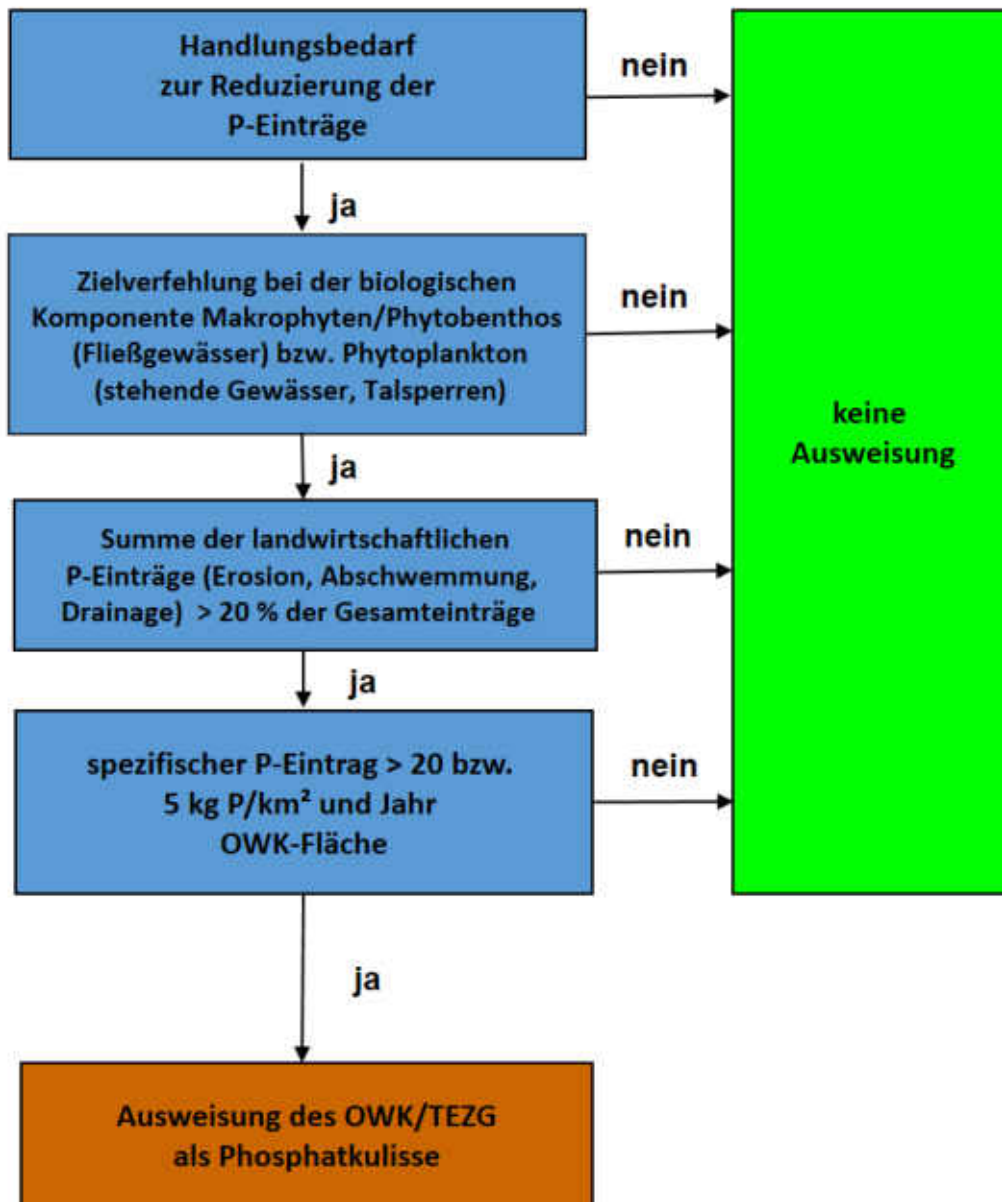 Handlungsbedarf
zur Reduzierung der
P-Einträge
nein
ja
Zielverfehlung bei der biologischen
Komponente Makrophyten/Phytobenthos
(Fließgewässer) bzw. Phytoplankton
(stehende Gewässer, Talsperren)
nein
ja
Summe der landwirtschaftlichen
P-Einträge (Erosion, Abschwemmung,
Drainage) > 20 % der Gesamteinträge
nein
ja
spezifischer P-Eintrag > 20 bzw.
5 kg P/km² und Jahr
OWK-Fläche
nein
ja
Ausweisung des OWK/TEZG
als Phosphatkulisse
keine
Ausweisung